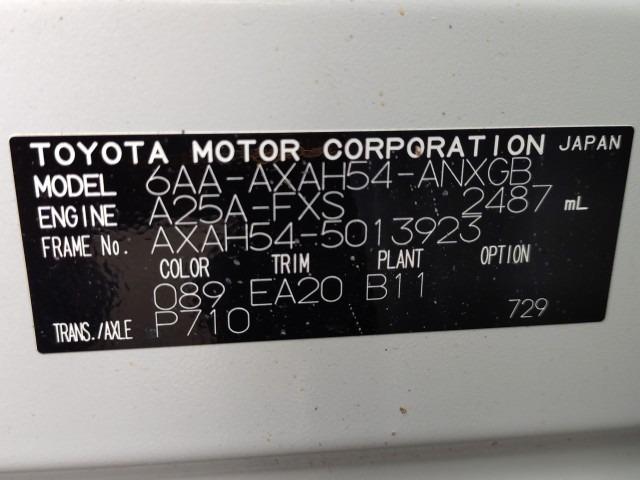 TOYOTA MOTOR CORPORATION JAPAN
MODEL 6AA-AXAH54-ANXGB
ENGINE A25A-FXS 2487 mL
FRAME No. AXAH54-5013923
COLOR TRIM PLANT OPTION
089 EA20 B11
TRANS./AXLE P710 729